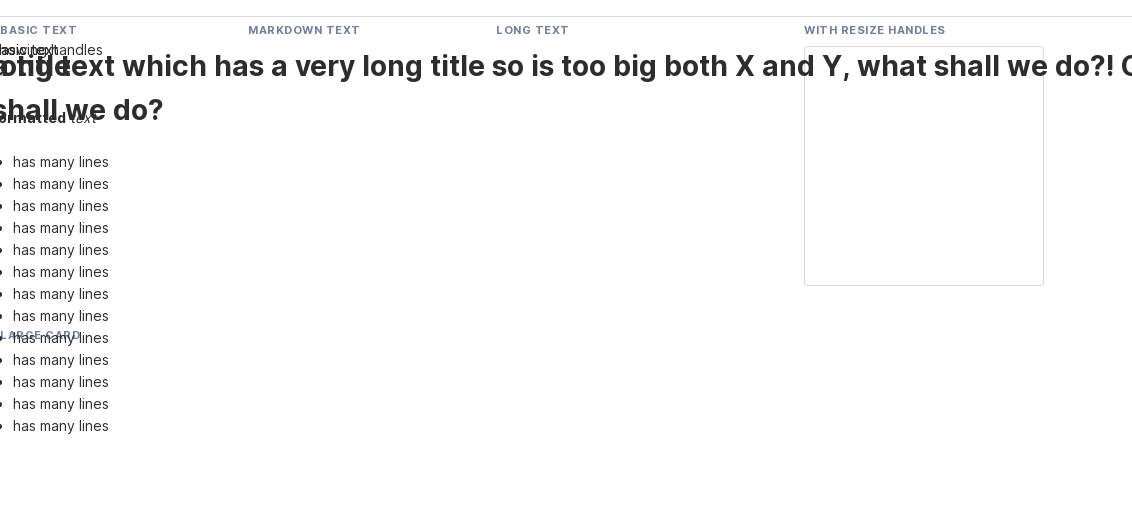 BASIC TEXT MARKDOWN TEXT LONG TEXT WITH RESIZE HANDLES
handles
text which has a very long title so is too big both X and Y, what shall we do?!
shall we do?
text
has many lines
has many lines
has many lines
has many lines
has many lines
has many lines
has many lines
has many lines
LARGE CARD
has many lines
has many lines
has many lines
has many lines
has many lines